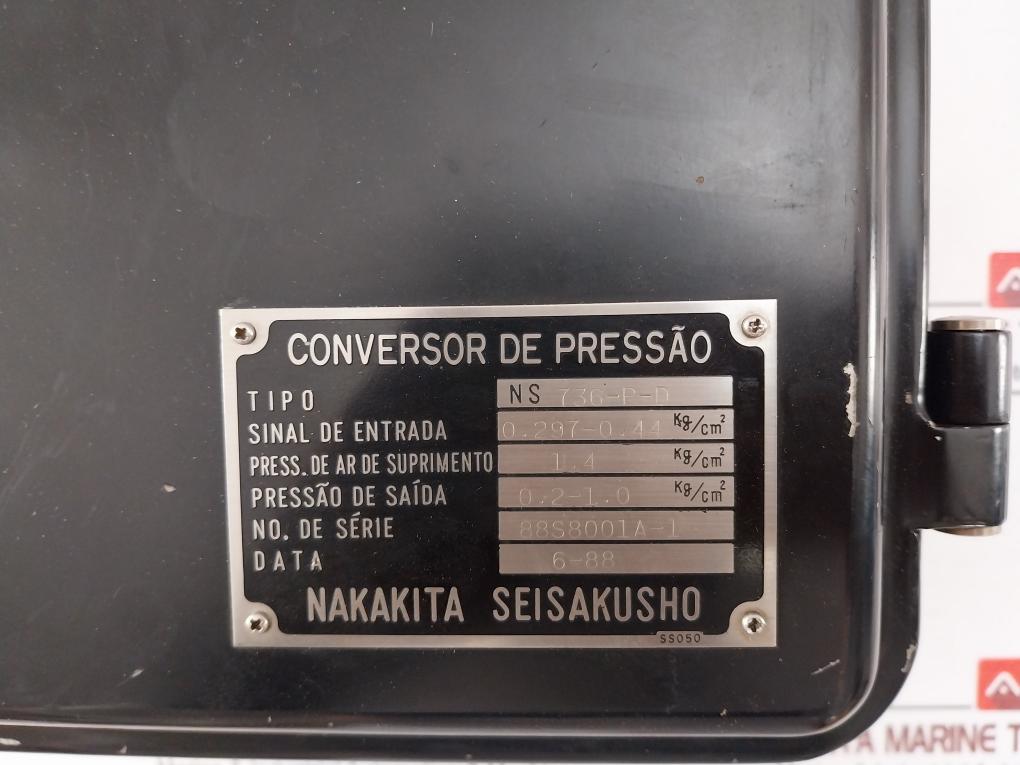 CONVERSOR DE PRESSÃO
TIPO NS 736-P-D
SINAL DE ENTRADA 0.297-0.44 Kg/cm²
PRESS. DE AR DE SUPRIMENTO 1.4 Kg/cm²
PRESSÃO DE SAÍDA 0.2-1.0 Kg/cm²
NO. DE SÉRIE 88S8001A-1
DATA 6-88
NAKAKITA SEISAKUSHO
SS050
MARINE